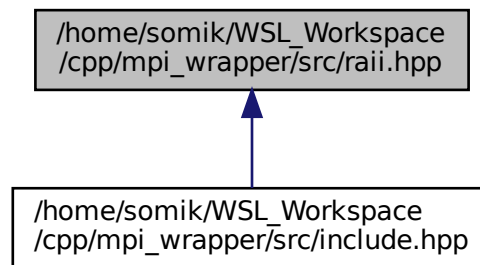 /home/somik/WSL_Workspace
/cpp/mpi_wrapper/src/raii.hpp
/home/somik/WSL_Workspace
/cpp/mpi_wrapper/src/include.hpp